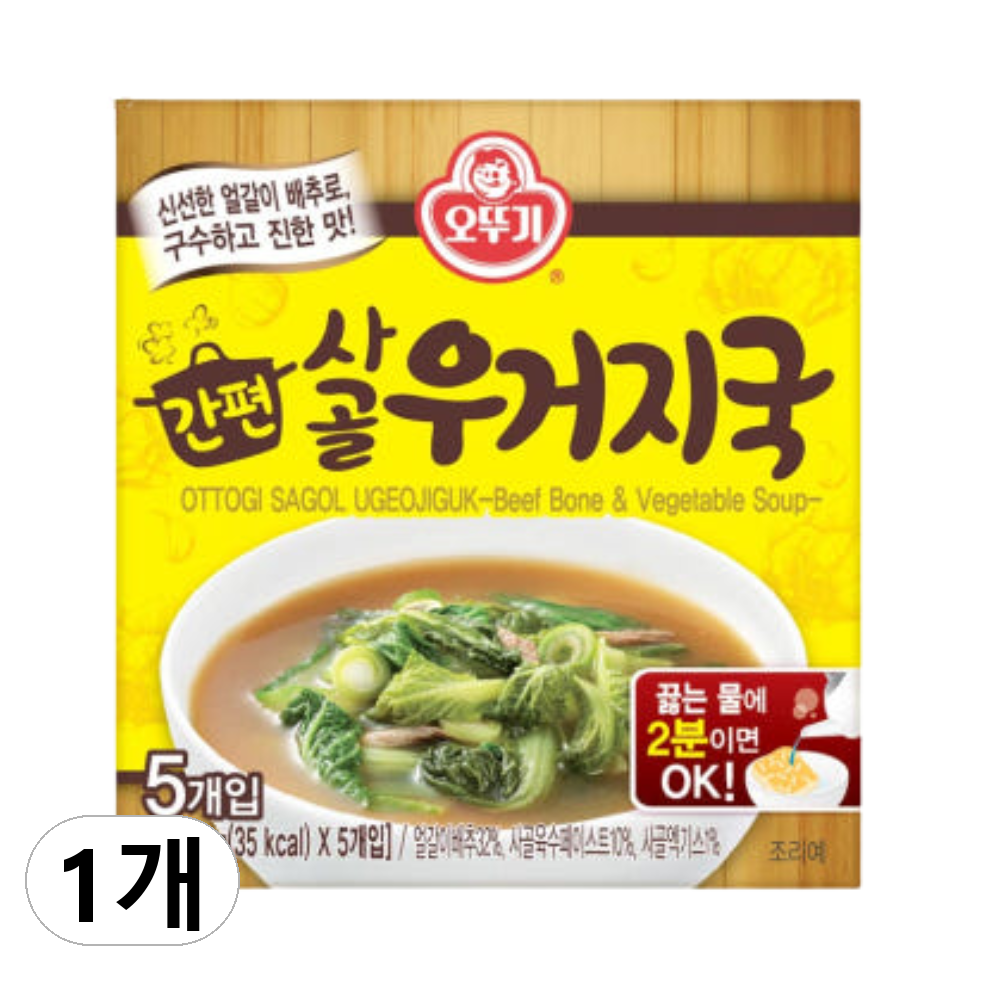 신선한 얼갈이 배추로,
구수하고 진한 맛!
오뚜기
®
간편
사골 우거지국
OTTOGI SAGOL UGEOJIGUK-Beef Bone & Vegetable Soup-
끓는 물에
2분이면
OK!
5개입
(35 kcal) X 5개입] / 얼갈이배추32%, 사골육수페이스트10%, 사골엑기스1%
조리예
1개